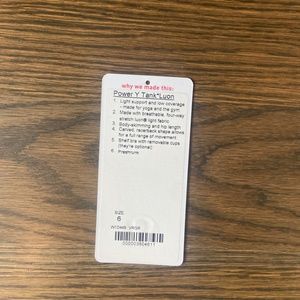 why we made this:
Power Y Tank*Luon
1. Light support and low coverage
- made for yoga and the gym
2. Made with breathable, four-way
stretch luon® light fabric
3. Body-skimming and hip length
4. Carved, racerback shape allows
for a full range of movement
5. Shelf bra with removable cups
(they're optional)
6. Preshrunk
SIZE
6